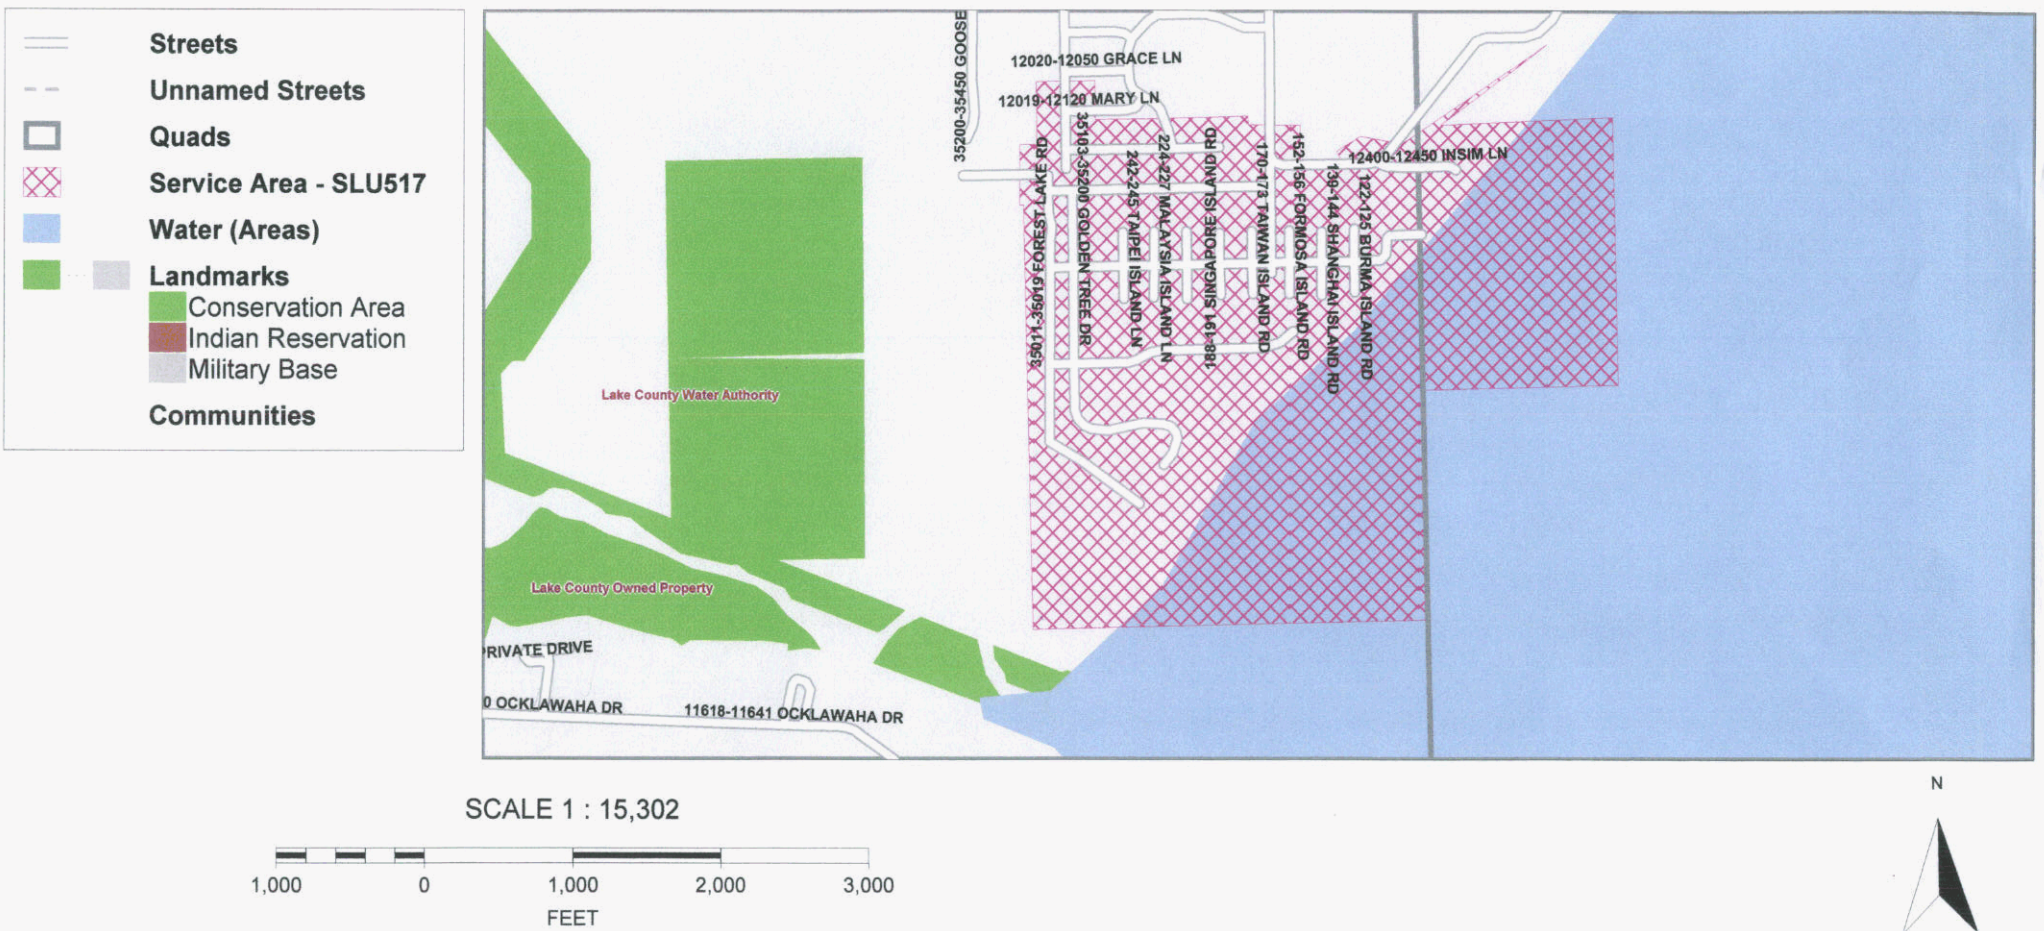 Streets
Unnamed Streets
Quads
Service Area - SLU517
Water (Areas)
Landmarks
Conservation Area
Indian Reservation
Military Base
Communities
35200-35450 GOOSE
12020-12050 GRACE LN
12019-12120 MARY LN
35011-35019 FOREST LAKE RD
35103-35200 GOLDEN TREE DR
242-245 TAIPEI ISLAND LN
224-227 MALAYSIA ISLAND LN
188-191 SINGAPORE ISLAND RD
170-173 TAIWAN ISLAND RD
152-156 FORMOSA ISLAND RD
139-144 SHANGHAI ISLAND RD
122-125 BURMA ISLAND RD
12400-12450 INSIM LN
Lake County Water Authority
Lake County Owned Property
PRIVATE DRIVE
0 OCKLAWAHA DR
11618-11641 OCKLAWAHA DR
SCALE 1 : 15,302
1,000 0 1,000 2,000 3,000
FEET
N